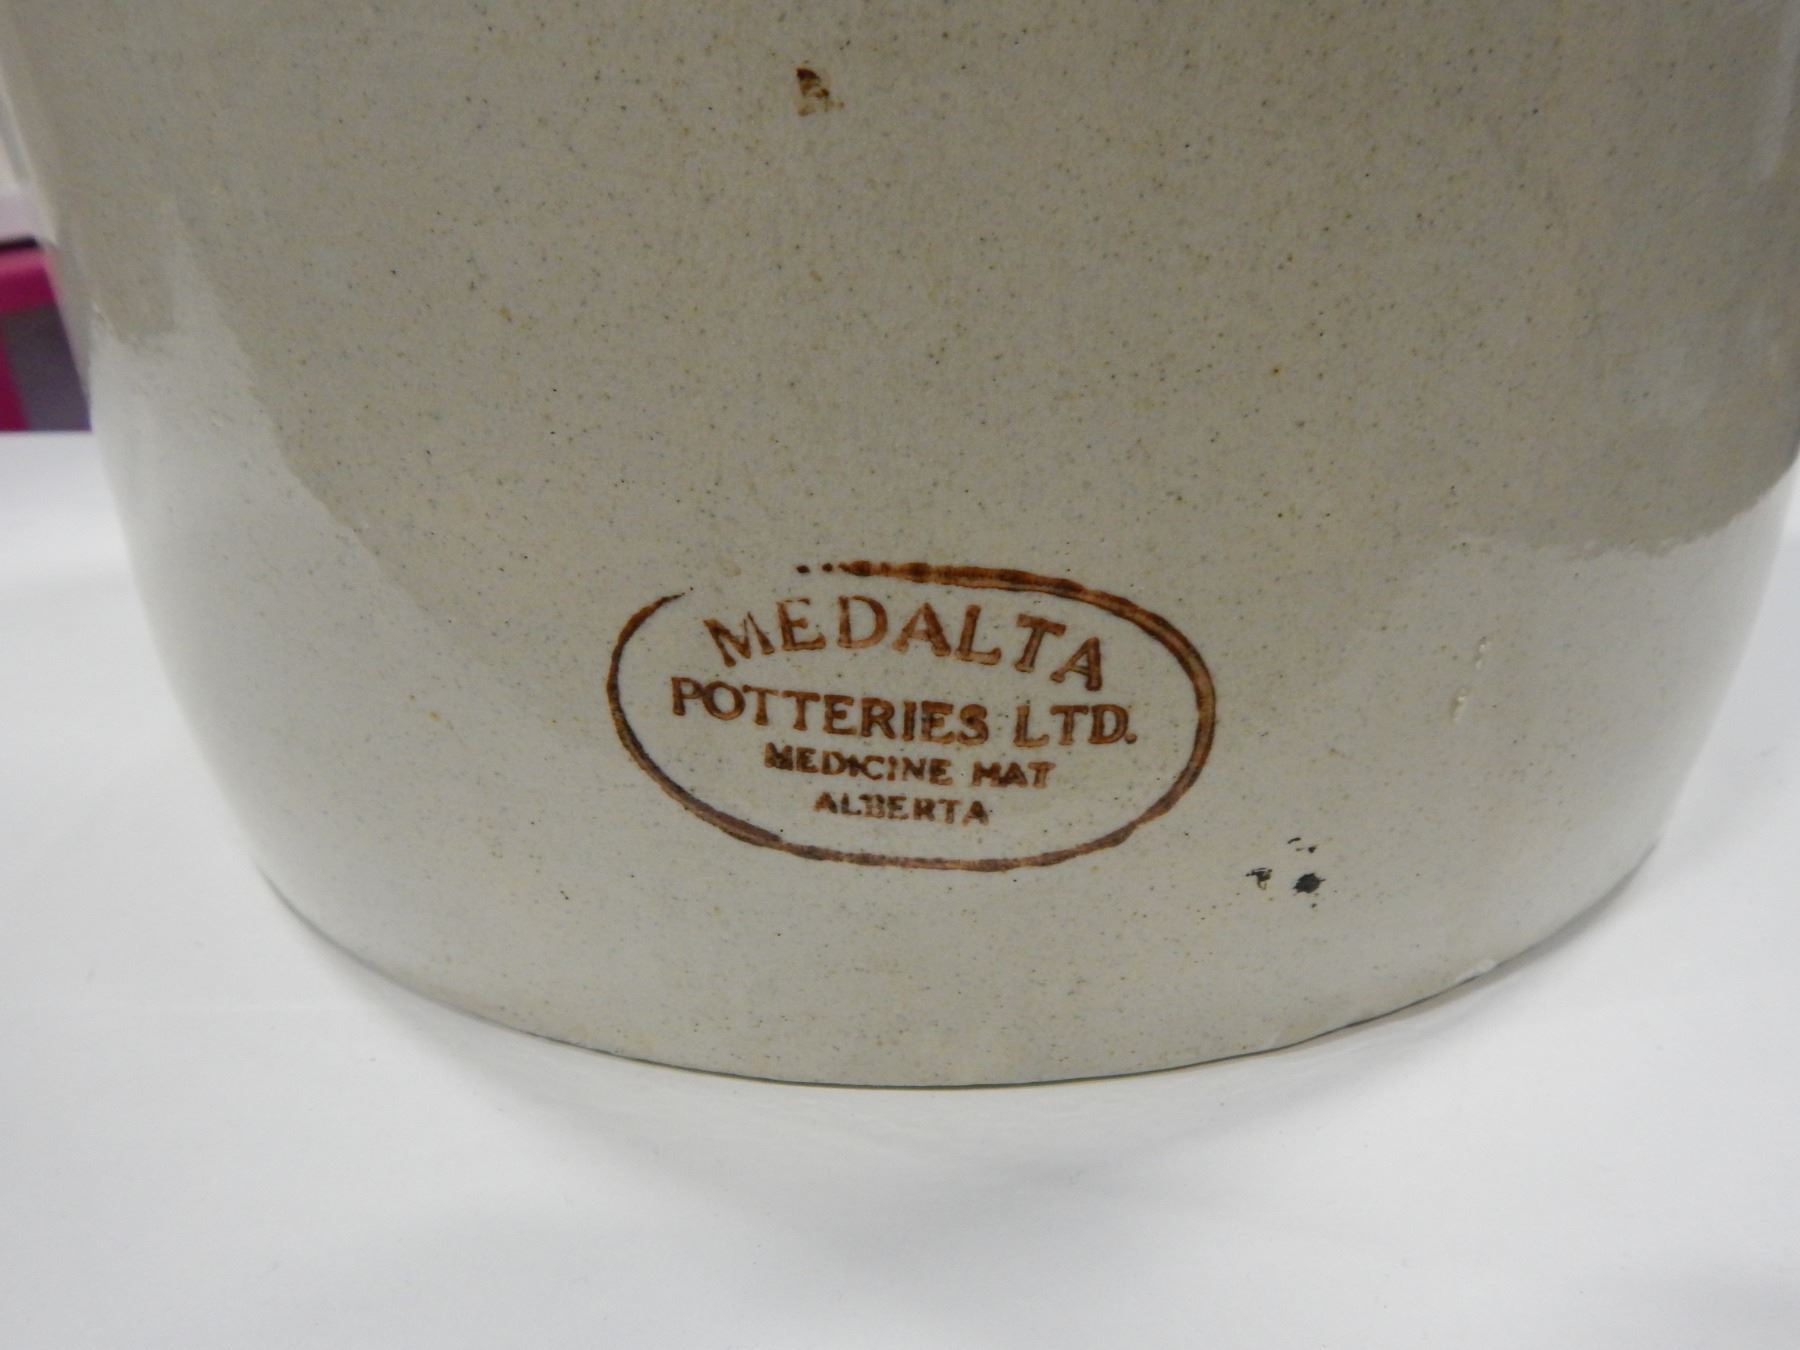 MEDALTA
POTTERIES LTD.
MEDICINE HAT
ALBERTA